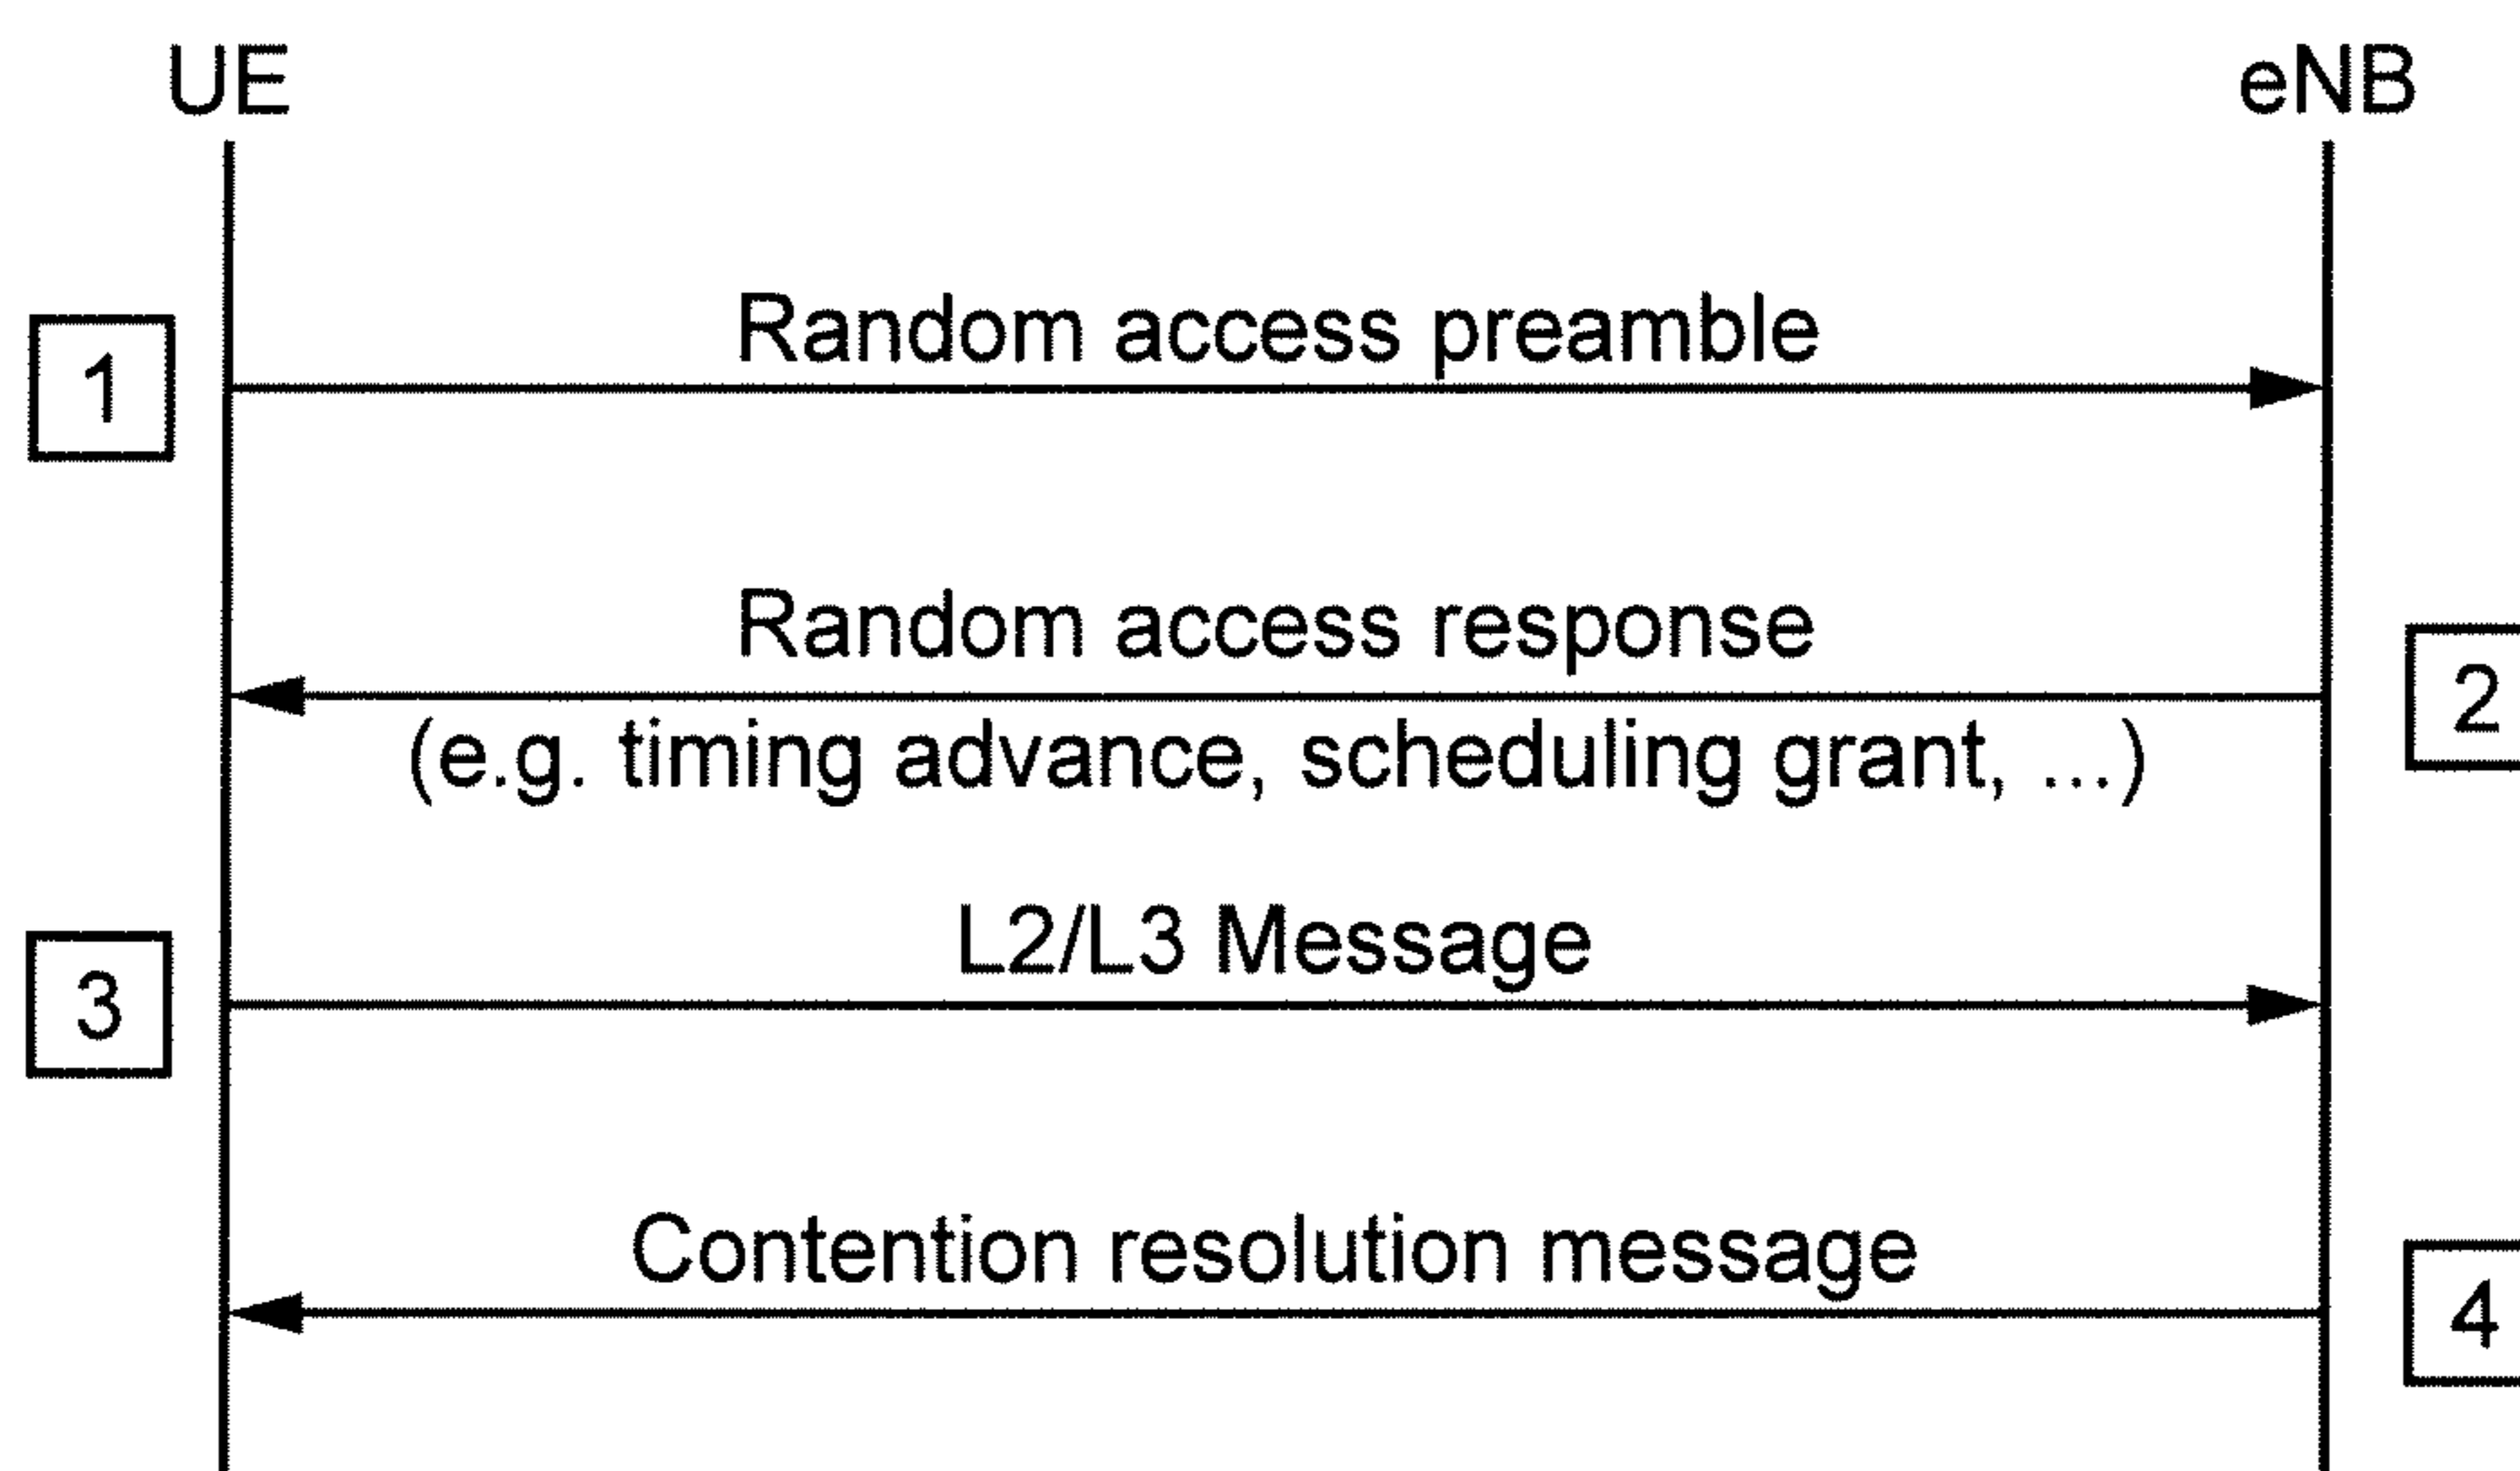 UE
eNB
1
Random access preamble
Random access response
2
(e.g. timing advance, scheduling grant, ...)
3
L2/L3 Message
Contention resolution message
4